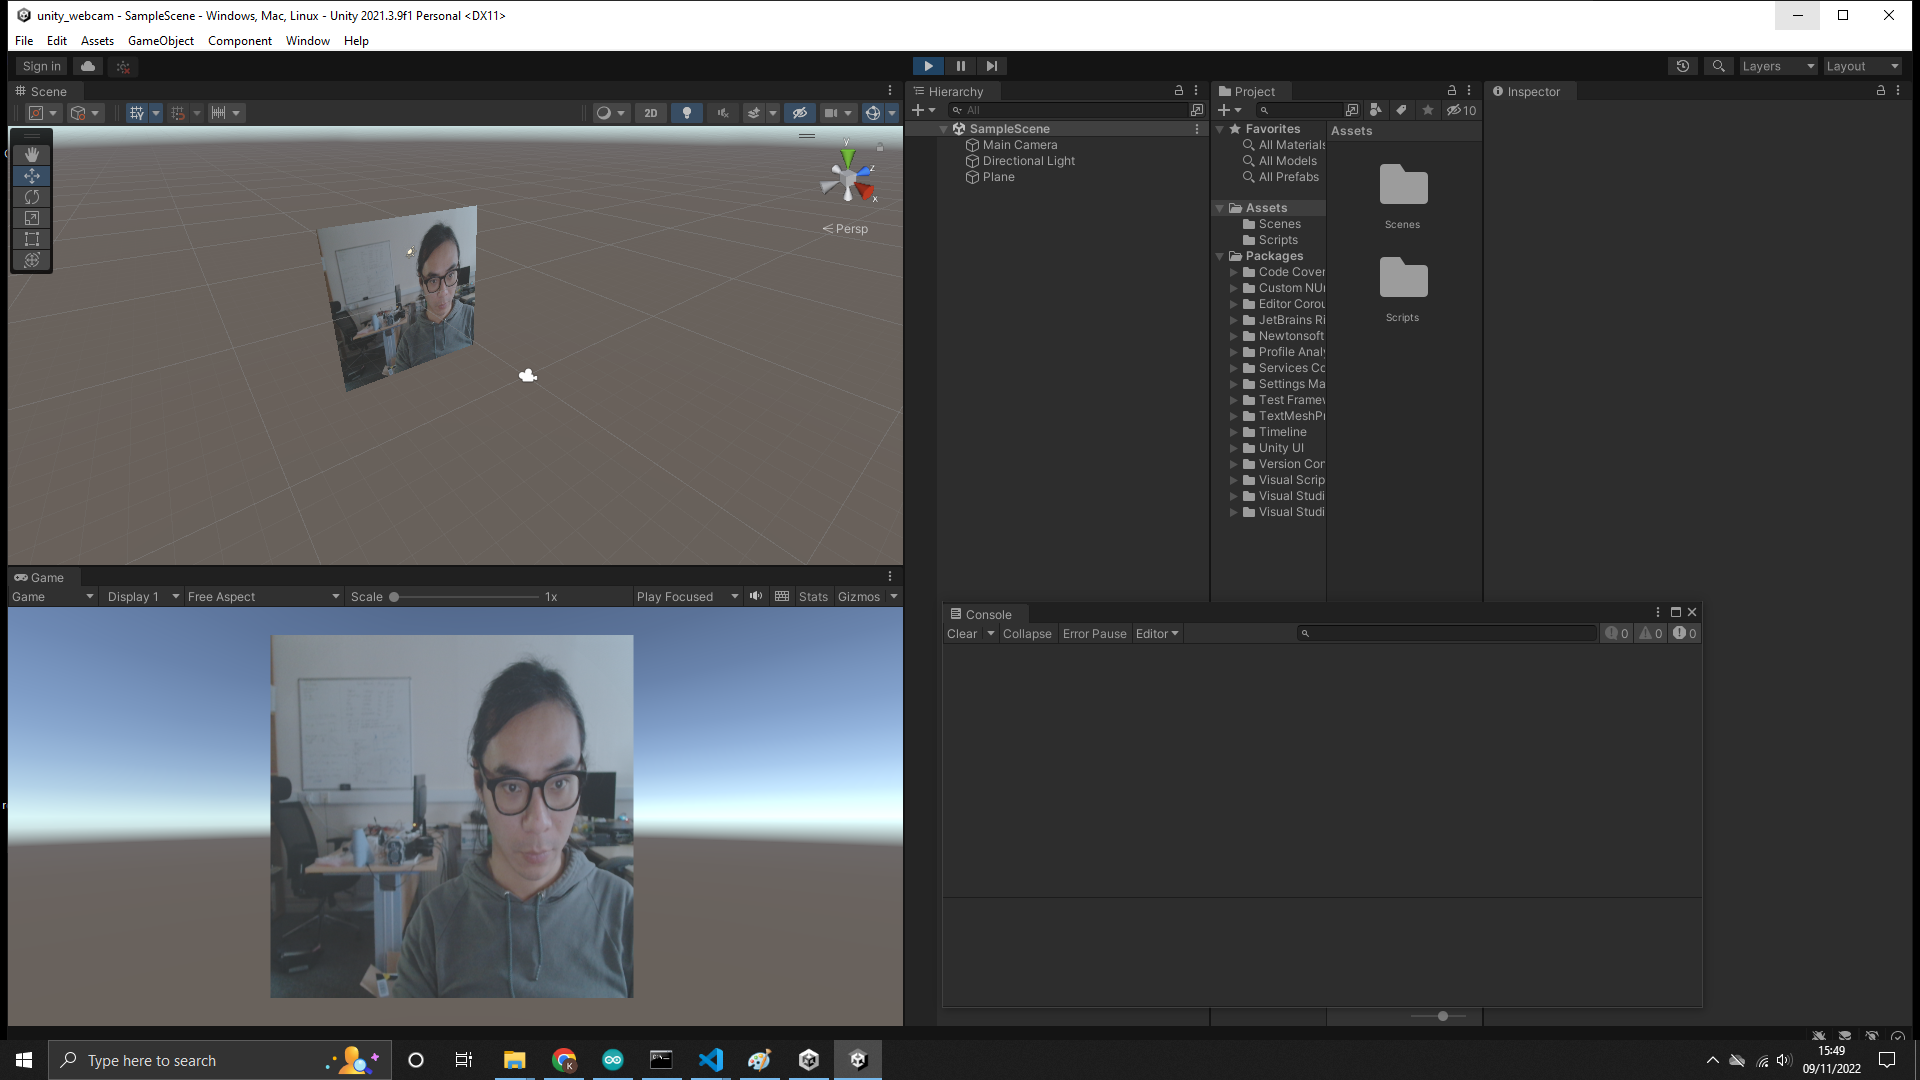 unity_webcam - SampleScene - Windows, Mac, Linux - Unity 2021.3.9f1 Personal <DX11>
File Edit Assets GameObject Component Window Help
Sign in
Layers
Layout
Scene
2D
y
z
x
Persp
Hierarchy
All
SampleScene
Main Camera
Directional Light
Plane
Project
10
Favorites
All Materials
All Models
All Prefabs
Assets
Scenes
Scripts
Packages
Code Cover
Custom NUn
Editor Corou
JetBrains Ri
Newtonsoft
Profile Analy
Services Co
Settings Ma
Test Framew
TextMeshPr
Timeline
Unity UI
Version Con
Visual Scrip
Visual Studi
Visual Studi
Assets
Scenes
Scripts
Inspector
Game
Game Display 1 Free Aspect Scale 1x Play Focused Stats Gizmos
Console
Clear Collapse Error Pause Editor 0 0 0
Type here to search
K
15:49
09/11/2022